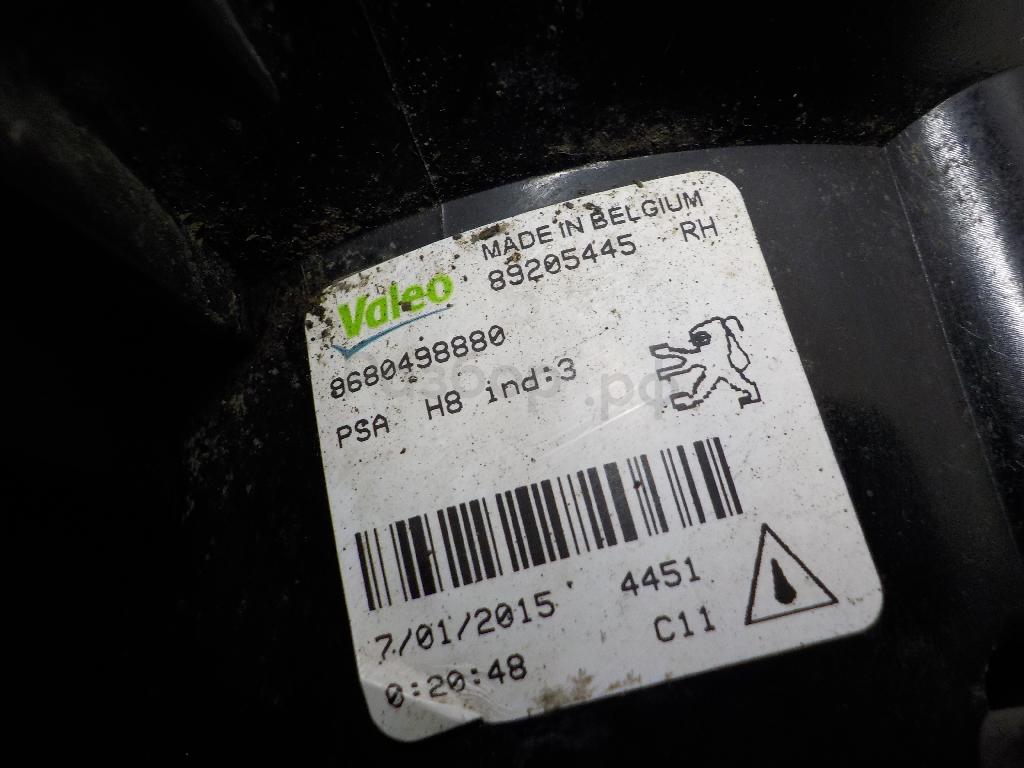 MADE IN BELGIUM
Valeo 89205445 RH
9680498880
PSA H8 ind:3
7/01/2015 4451
0:20:48 C11